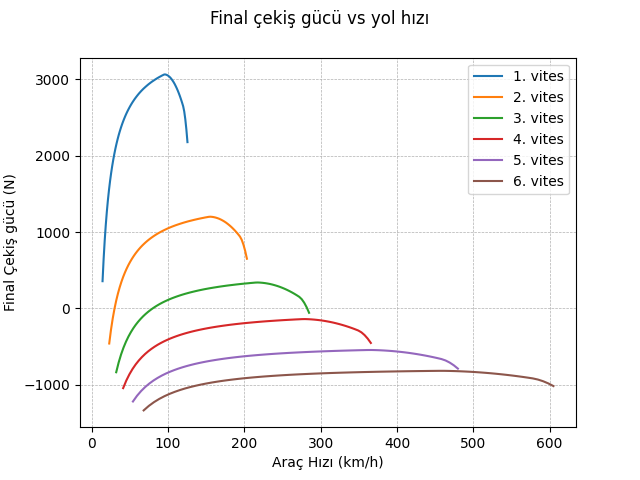 Final çekiş gücü vs yol hızı
Final Çekiş gücü (N)
3000
2000
1000
0
−1000
0 100 200 300 400 500 600
Araç Hızı (km/h)
1. vites
2. vites
3. vites
4. vites
5. vites
6. vites